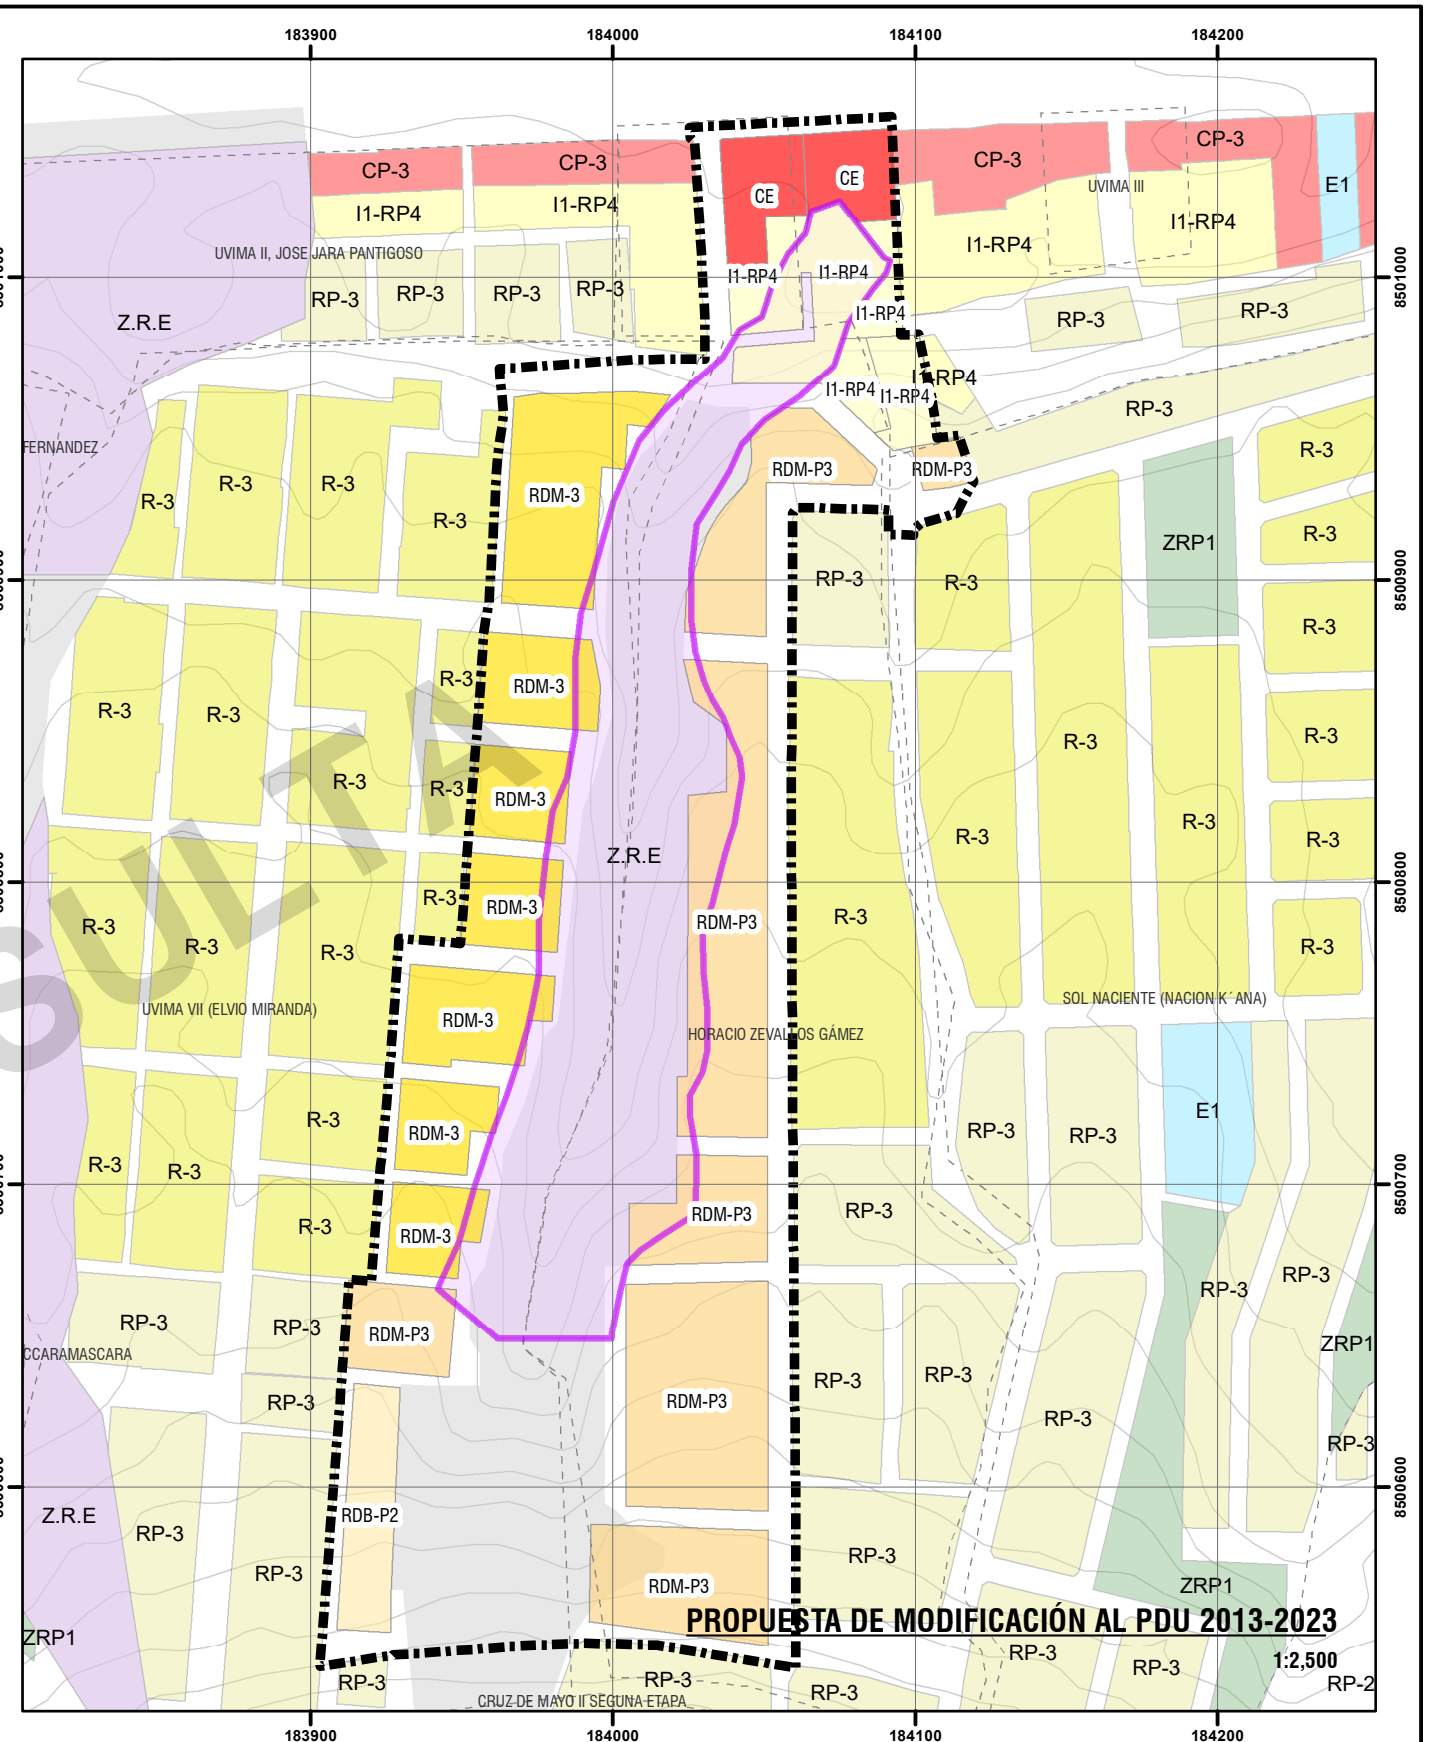 183900 184000 184100 184200
CP-3 CP-3 CE CE CP-3 CP-3 E1
I1-RP4 I1-RP4 UVIMA III
I1-RP4 I1-RP4
UVIMA II, JOSE JARA PANTIGOSO
I1-RP4 I1-RP4 8501000
RP-3 RP-3 RP-3 RP-3 I1-RP4 RP-3 RP-3
Z.R.E
I1-RP4 I1-RP4 I1-RP4 RP-3
FERNANDEZ R-3
R-3 R-3 R-3 R-3 RDM-3 RDM-P3 RDM-P3
ZRP1 R-3
RP-3 R-3 8500900
R-3
R-3 R-3 R-3 RDM-3
R-3 R-3
R-3 R-3 RDM-3 R-3 R-3
Z.R.E R-3
8500800
R-3 RDM-3 RDM-P3 R-3
R-3 R-3 R-3 R-3
SULTA
UVIMA VII (ELVIO MIRANDA) RDM-3 SOL NACIENTE (NACION K´ANA)
HORACIO ZEVALLOS GÁMEZ
R-3 RDM-3 RP-3 RP-3 E1
R-3 R-3
8500700
R-3 RDM-3 RDM-P3 RP-3
RP-3 RP-3
RP-3 RP-3 RDM-P3
CCARAMASCARA ZRP1
RP-3 RDM-P3 RP-3 RP-3
RP-3 RP-3
8500600
Z.R.E RP-3 RDB-P2
RP-3 RDM-P3 RP-3 ZRP1
PROPUESTA DE MODIFICACIÓN AL PDU 2013-2023
ZRP1 RP-3
1:2,500
RP-3 RP-3 RP-3 RP-3 RP-2
CRUZ DE MAYO II SEGUNA ETAPA
183900 184000 184100 184200